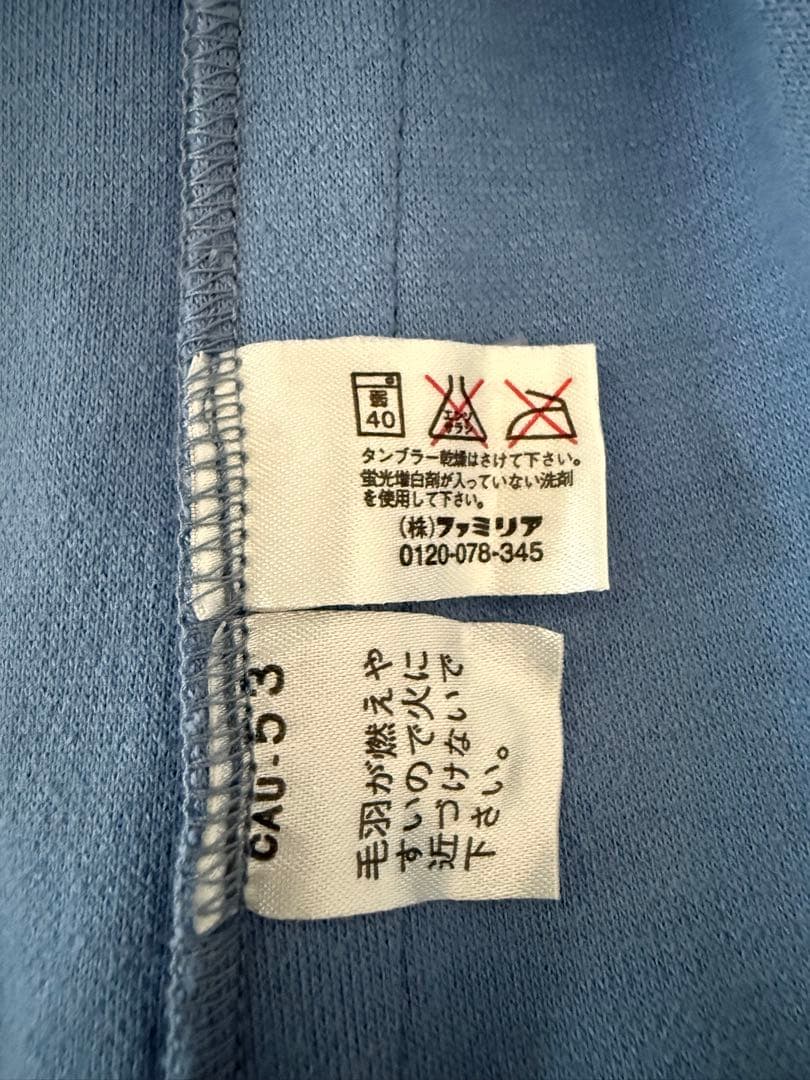 弱
40
エンソ
サラシ
タンブラー乾燥はさけて下さい。
蛍光増白剤が入っていない洗剤
を使用して下さい。
(株)ファミリア
0120-078-345
CAU-53
毛羽が燃えや
すいので火に
近づけないで
下さい。